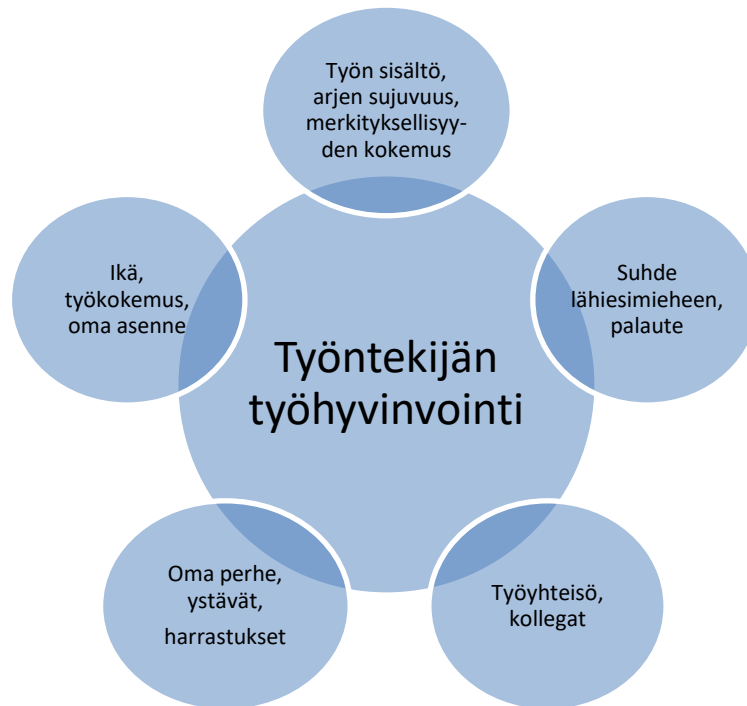 Työn sisältö,
arjen sujuvuus,
merkityksellisyy-
den kokemus
Ikä,
työkokemus,
oma asenne
Suhde
lähiesimieheen,
palaute
Työntekijän
työhyvinvointi
Oma perhe,
ystävät,
harrastukset
Työyhteisö,
kollegat